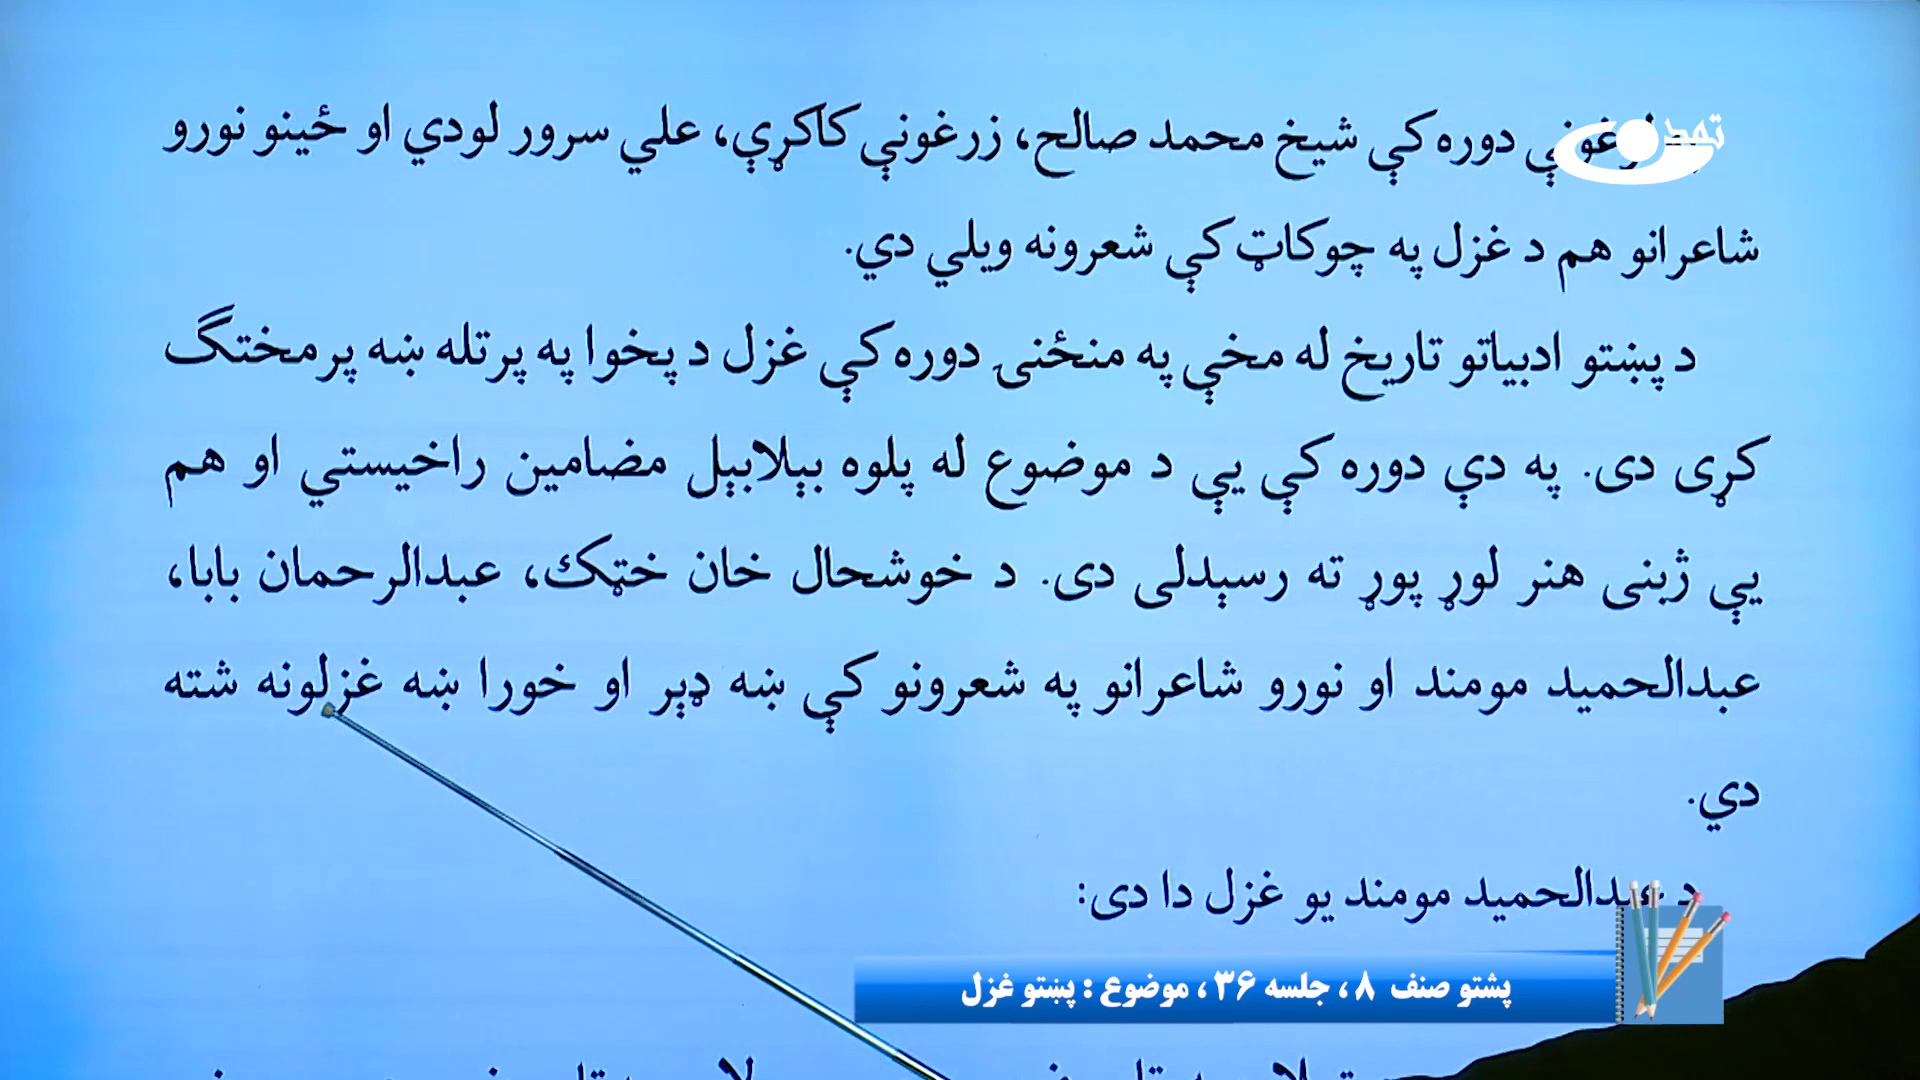 دوره کې شيخ محمد صالح، زرغونې کاکړې، علي سرور لودي او ځينو نورو
شاعرانو هم د غزل په چوکاټ کې شعرونه ويلي دي.
د پښتو ادبياتو تاريخ له مخې په منځنۍ دوره کې غزل د پخوا په پرتله ښه پرمختگ
کړی دی. په دې دوره کې يې د موضوع له پلوه بېلابېل مضامين راخيستي او هم
يې ژبنی هنر لوړ پوړ ته رسېدلی دی. د خوشحال خان خټک، عبدالرحمان بابا،
عبدالحميد مومند او نورو شاعرانو په شعرونو کې ښه ډېر او خورا ښه غزلونه شته
دي.
د عبدالحميد مومند يو غزل دا دی:
پشتو صنف ۸، جلسه ۳۶، موضوع : پښتو غزل
تمدن